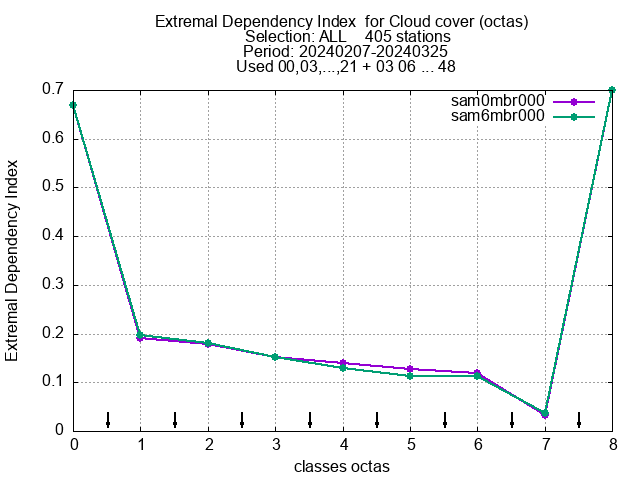 Extremal Dependency Index  for Cloud cover (octas)
Selection: ALL    405 stations
Period: 20240207-20240325
Used 00,03,...,21 + 03 06 ... 48
sam0mbr000
sam6mbr000
Extremal Dependency Index
0.7
0.6
0.5
0.4
0.3
0.2
0.1
0
0 1 2 3 4 5 6 7 8
classes octas